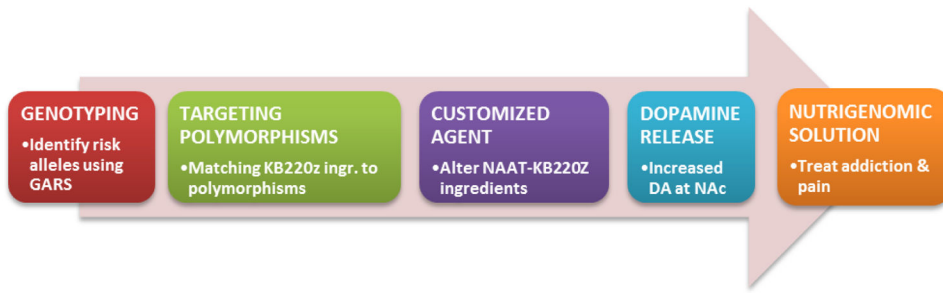 GENOTYPING
•Identify risk
alleles using
GARS
TARGETING
POLYMORPHISMS
•Matching KB220z ingr. to
polymorphisms
CUSTOMIZED
AGENT
•Alter NAAT-KB220Z
ingredients
DOPAMINE
RELEASE
•Increased
DA at NAc
NUTRIGENOMIC
SOLUTION
•Treat addiction &
pain